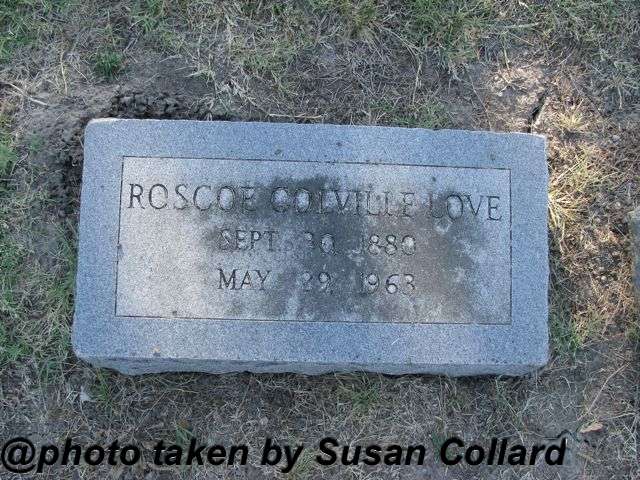 ROSCOE COLVILLE LOVE
SEPT. 30, 1880
MAY 29, 1963
@photo taken by Susan Collard